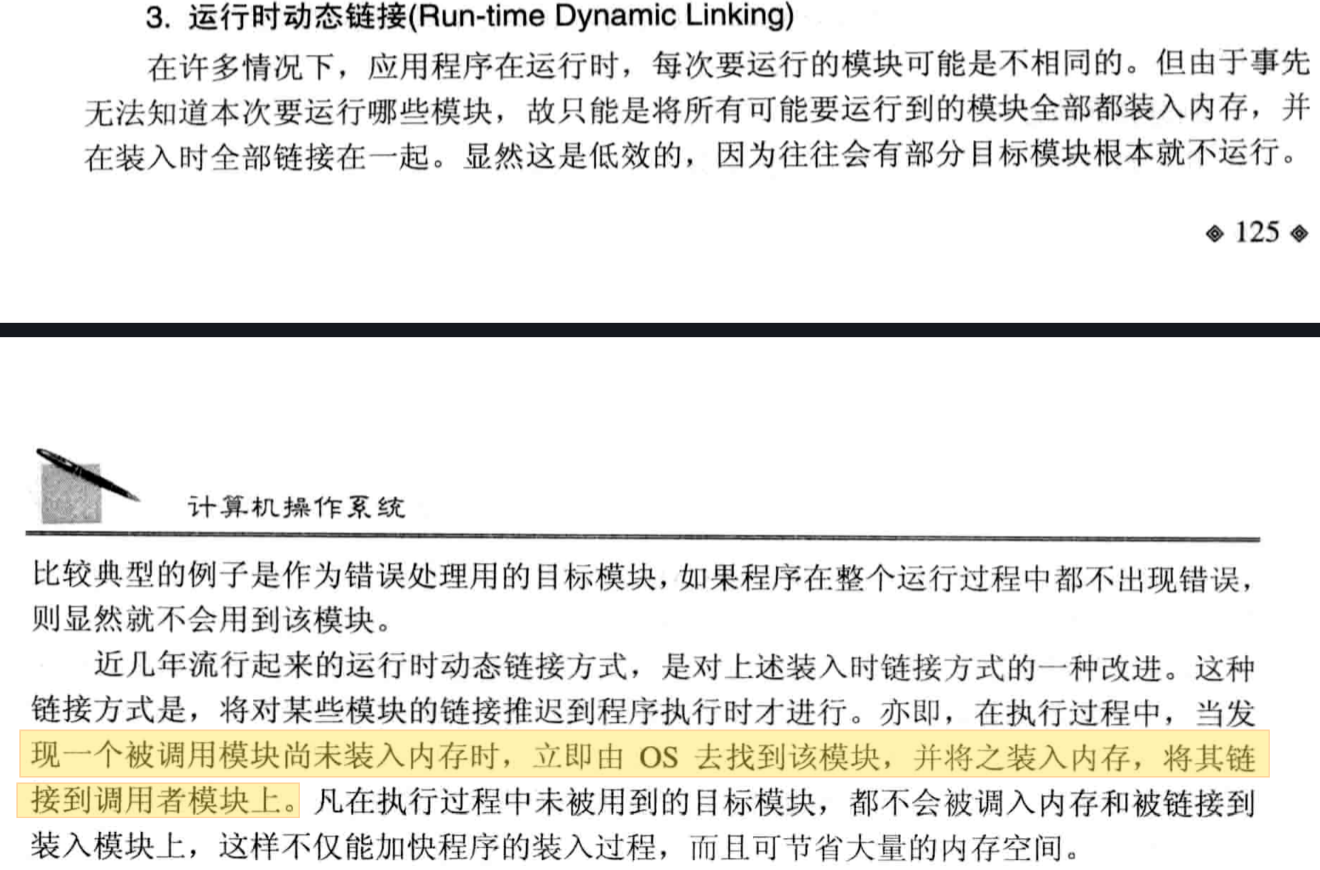 3. 运行时动态链接(Run-time Dynamic Linking)
在许多情况下，应用程序在运行时，每次要运行的模块可能是不相同的。但由于事先
无法知道本次要运行哪些模块，故只能是将所有可能要运行到的模块全部都装入内存，并
在装入时全部链接在一起。显然这是低效的，因为往往会有部分目标模块根本就不运行。
125
计算机操作系统
比较典型的例子是作为错误处理用的目标模块，如果程序在整个运行过程中都不出现错误，
则显然就不会用到该模块。
近几年流行起来的运行时动态链接方式，是对上述装入时链接方式的一种改进。这种
链接方式是，将对某些模块的链接推迟到程序执行时才进行。亦即，在执行过程中，当发
现一个被调用模块尚未装入内存时，立即由 OS 去找到该模块，并将之装入内存，将其链
接到调用者模块上。凡在执行过程中未被用到的目标模块，都不会被调入内存和被链接到
装入模块上，这样不仅能加快程序的装入过程，而且可节省大量的内存空间。